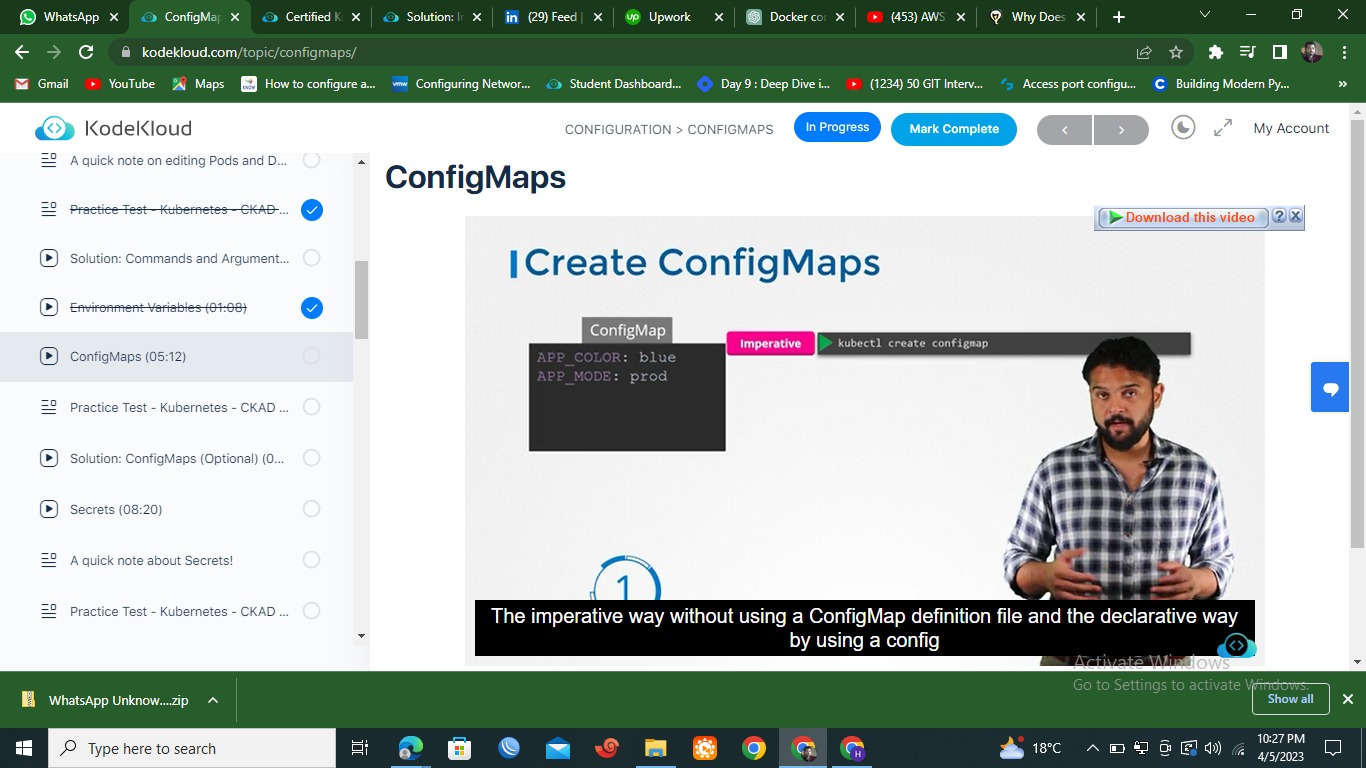 WhatsApp
ConfigMap
Certified K
Solution: In
(29) Feed |
Upwork
Docker co
(453) AWS
Why Does
kodekloud.com/topic/configmaps/
Gmail
YouTube
Maps
How to configure a...
Configuring Networ...
Student Dashboard...
Day 9 : Deep Dive i...
(1234) 50 GIT Interv...
Access port configu...
Building Modern Py...
»
KodeKloud
CONFIGURATION > CONFIGMAPS
In Progress
Mark Complete
<
>
My Account
A quick note on editing Pods and D...
Practice Test - Kubernetes - CKAD ...
Solution: Commands and Argument...
Environment Variables (01:08)
ConfigMaps (05:12)
Practice Test - Kubernetes - CKAD ...
Solution: ConfigMaps (Optional) (0...
Secrets (08:20)
A quick note about Secrets!
Practice Test - Kubernetes - CKAD ...
ConfigMaps
Download this video
?
X
Create ConfigMaps
ConfigMap
APP_COLOR: blue
APP_MODE: prod
Imperative
kubectl create configmap
1
The imperative way without using a ConfigMap definition file and the declarative way
by using a config
Activate Windows
Go to Settings to activate Windows.
WhatsApp Unknow....zip
Show all
Type here to search
18°C
10:27 PM
4/5/2023